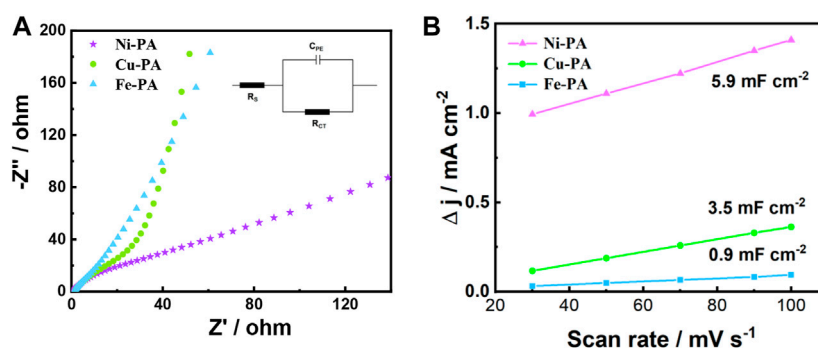 A
200
160
120
80
40
0
-Z'' / ohm
Ni-PA
Cu-PA
Fe-PA
C_PE
R_S
R_CT
0 40 80 120
Z' / ohm
B
1.5
1.0
0.5
0.0
Δ j / mA cm⁻²
Ni-PA
Cu-PA
Fe-PA
5.9 mF cm⁻²
3.5 mF cm⁻²
0.9 mF cm⁻²
20 40 60 80 100
Scan rate / mV s⁻¹